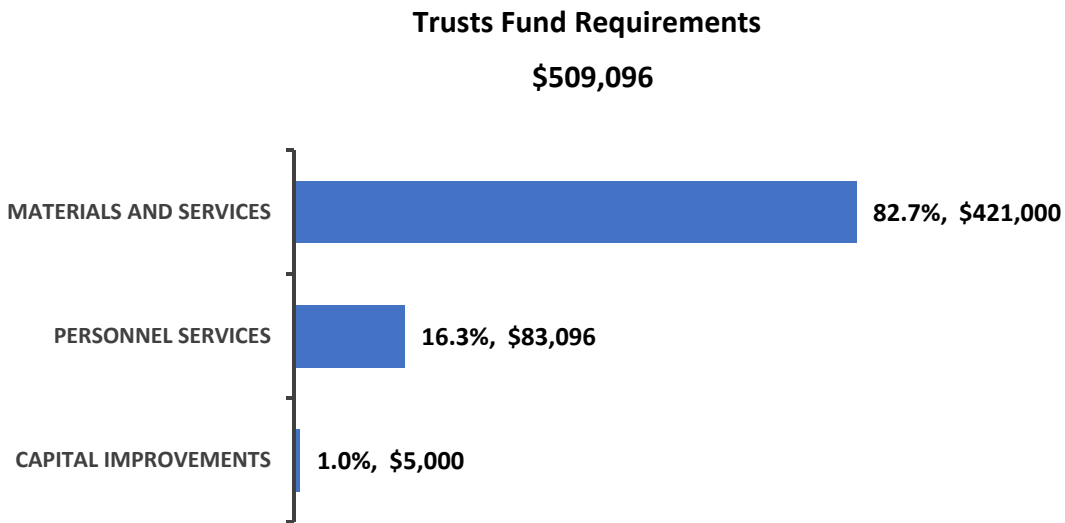 Trusts Fund Requirements
$509,096
MATERIALS AND SERVICES
82.7%, $421,000
PERSONNEL SERVICES
16.3%, $83,096
CAPITAL IMPROVEMENTS
1.0%, $5,000